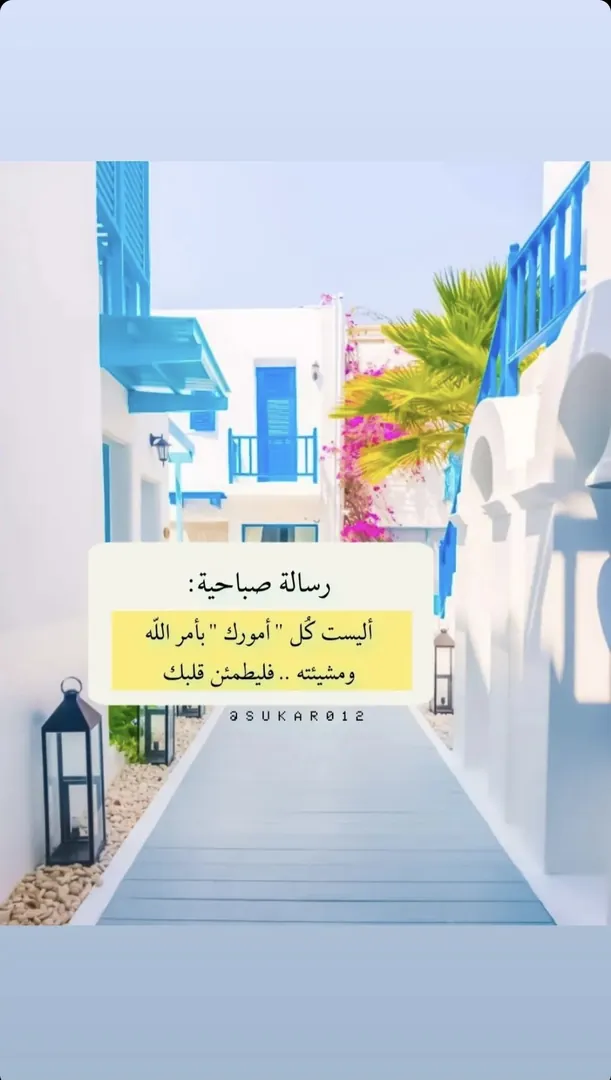 رسالة صباحية:
أليست كُل " أمورك " بأمر اللّه
ومشيئته .. فليطمئن قلبك
@SUKAR012